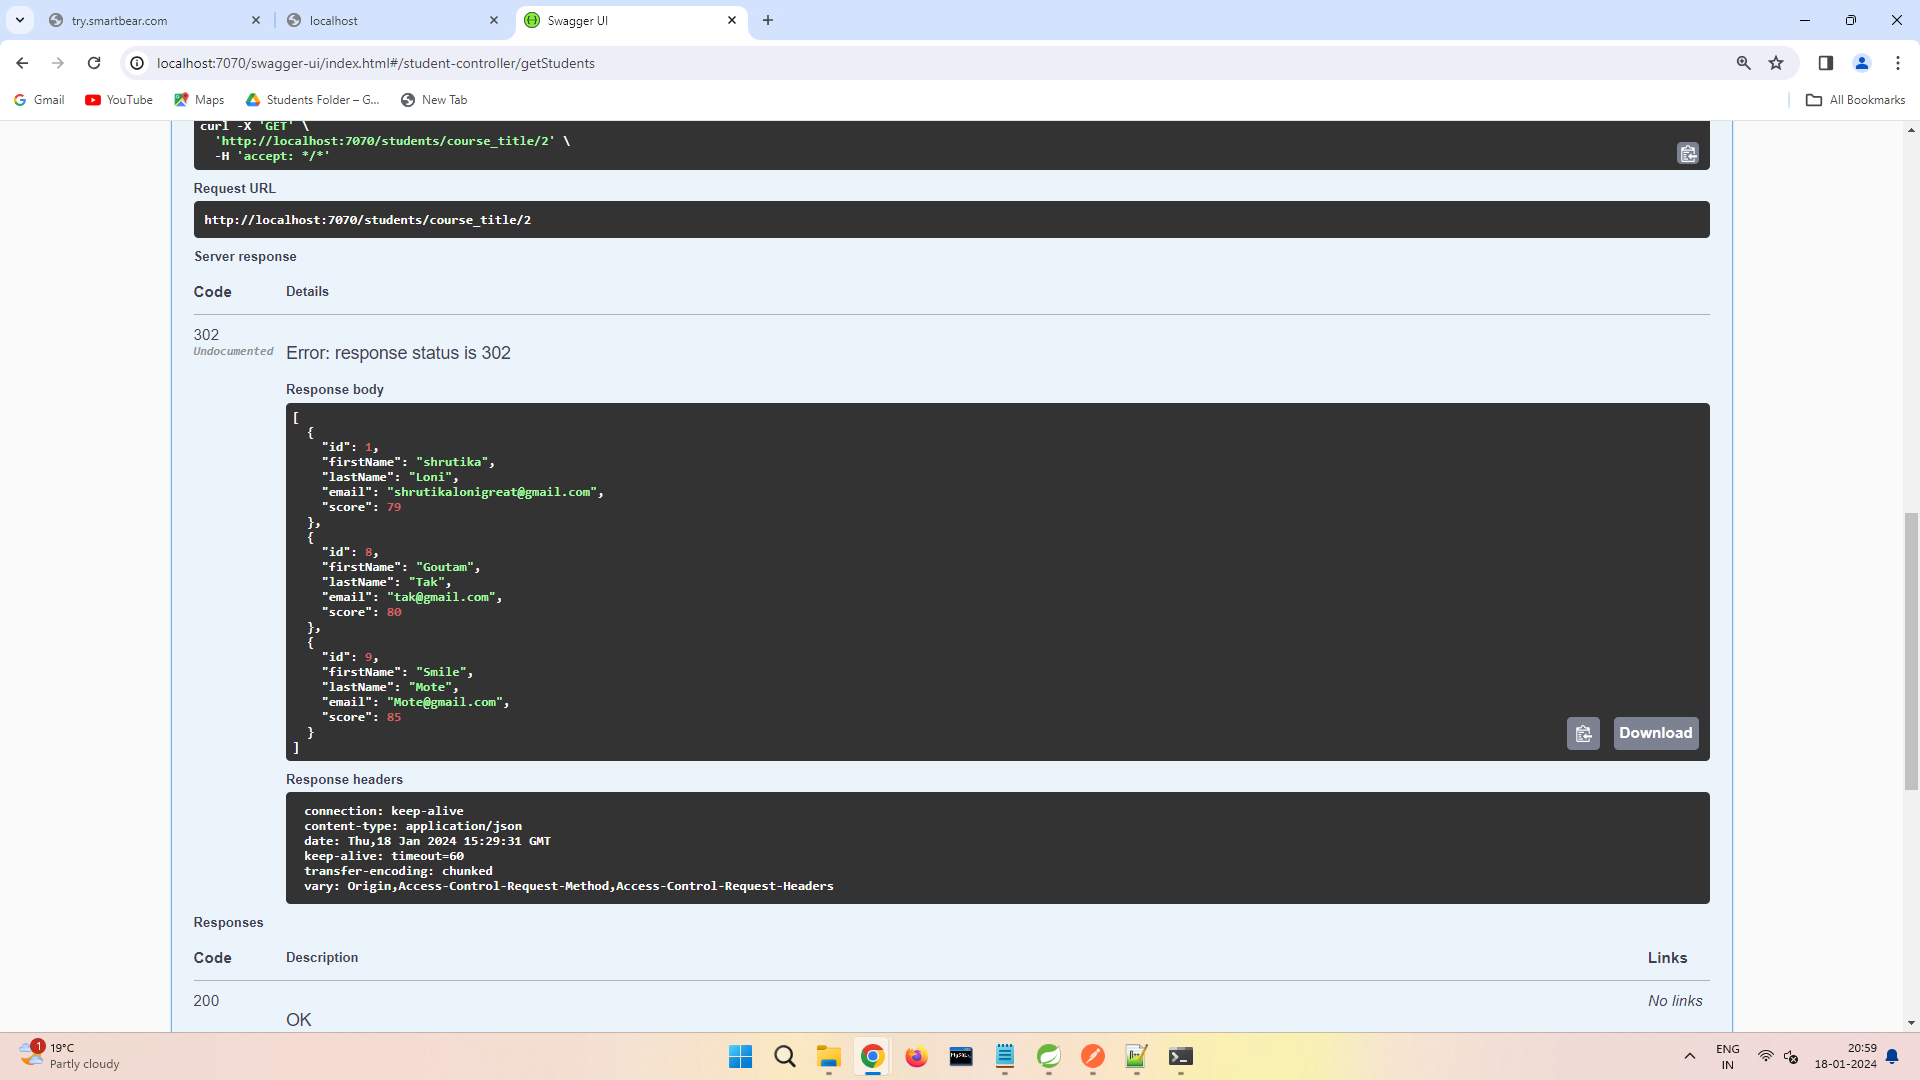 try.smartbear.com
localhost
Swagger UI
localhost:7070/swagger-ui/index.html#/student-controller/getStudents
Gmail
YouTube
Maps
Students Folder – G...
New Tab
All Bookmarks
curl -X 'GET' \
'http://localhost:7070/students/course_title/2' \
-H 'accept: */*'
Request URL
http://localhost:7070/students/course_title/2
Server response
Code Details
302
Undocumented
Error: response status is 302
Response body
[
{
"id": 1,
"firstName": "shrutika",
"lastName": "Loni",
"email": "shrutikalonigreat@gmail.com",
"score": 79
},
{
"id": 8,
"firstName": "Goutam",
"lastName": "Tak",
"email": "tak@gmail.com",
"score": 80
},
{
"id": 9,
"firstName": "Smile",
"lastName": "Mote",
"email": "Mote@gmail.com",
"score": 85
}
]
Download
Response headers
connection: keep-alive
content-type: application/json
date: Thu,18 Jan 2024 15:29:31 GMT
keep-alive: timeout=60
transfer-encoding: chunked
vary: Origin,Access-Control-Request-Method,Access-Control-Request-Headers
Responses
Code Description Links
200 No links
OK
1
19°C
Partly cloudy
MySQL
ENG
IN
20:59
18-01-2024